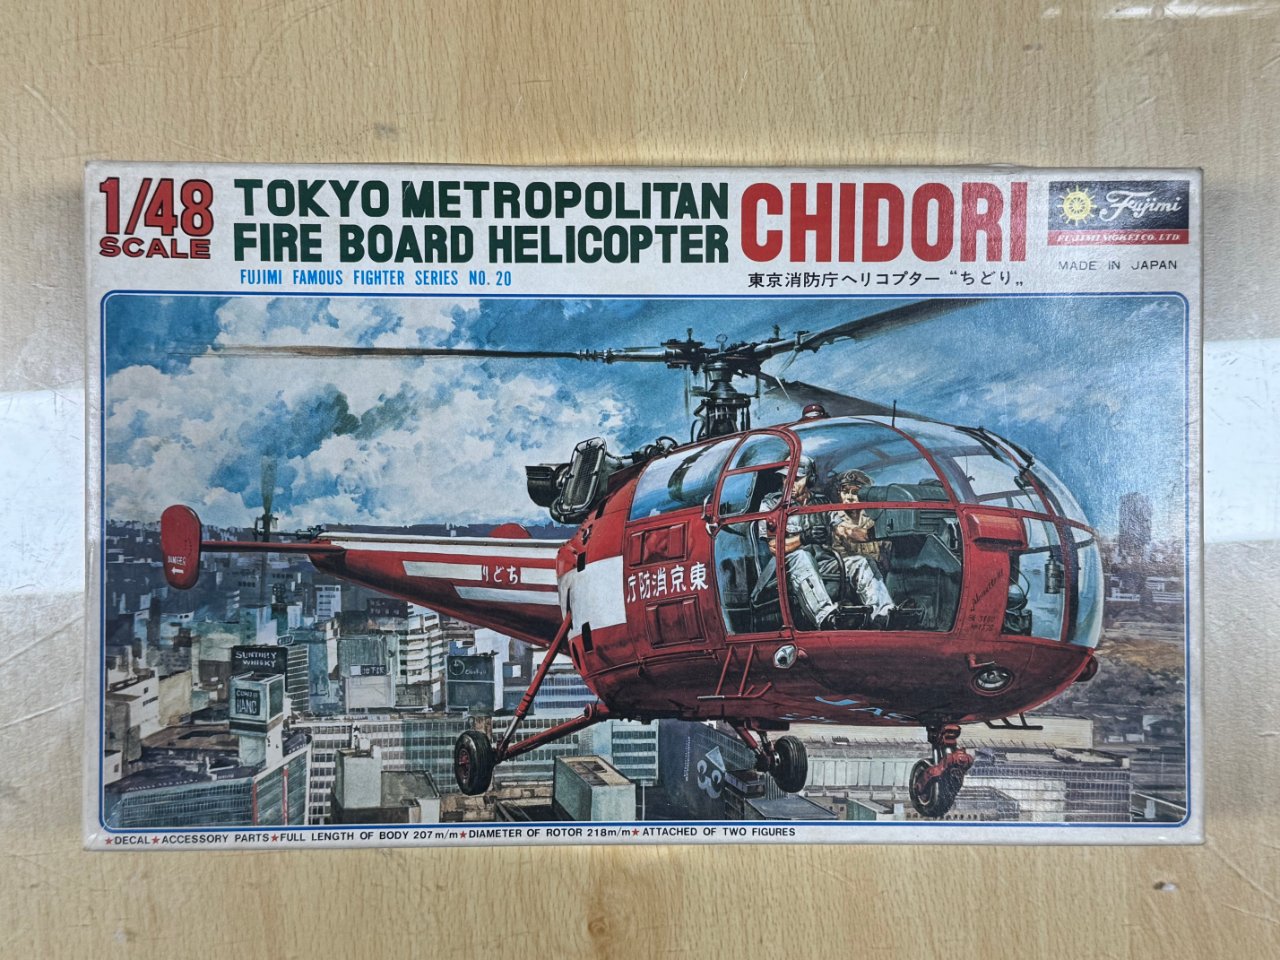 1/48
SCALE
TOKYO METROPOLITAN
FIRE BOARD HELICOPTER
CHIDORI
FUJIMI FAMOUS FIGHTER SERIES NO. 20
東京消防庁ヘリコプター “ちどり„
Fujimi
FUJIMI MOKEI CO. LTD.
MADE IN JAPAN
DANGER
りどち
庁防消京東
SUNTORY
WHISKY
★DECAL★ACCESSORY PARTS★FULL LENGTH OF BODY 207m/m★DIAMETER OF ROTOR 218m/m★ATTACHED OF TWO FIGURES